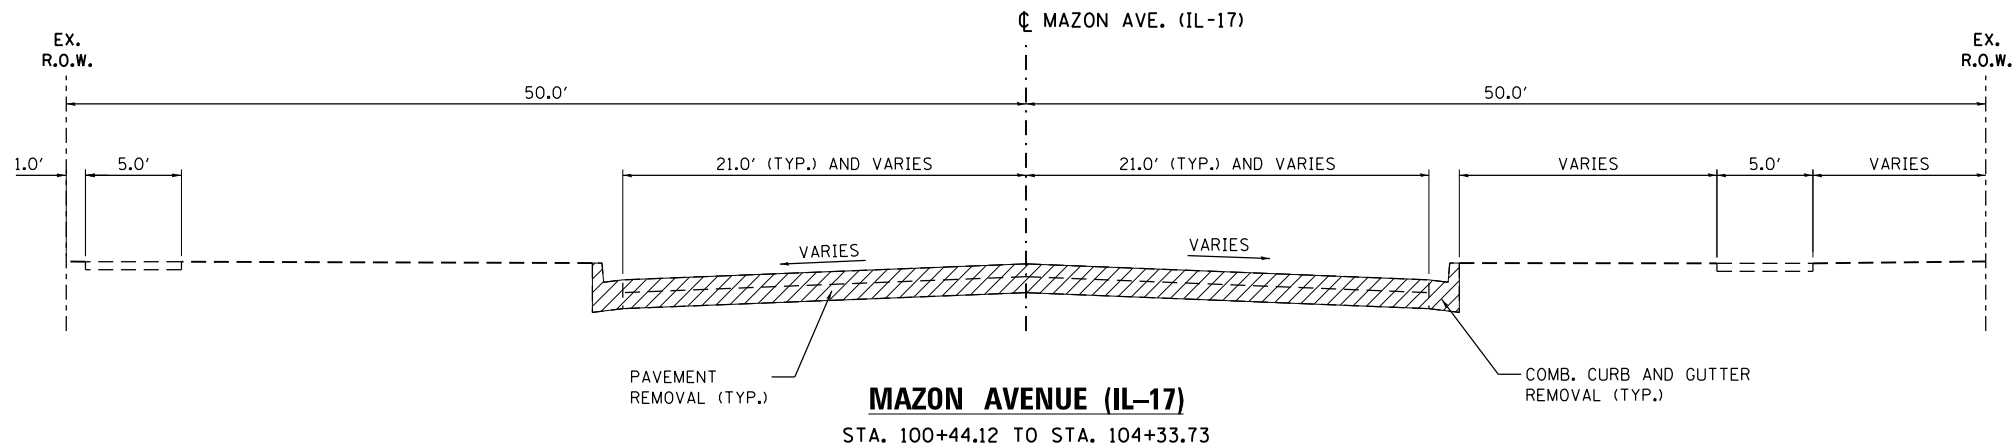 ℄ MAZON AVE. (IL-17)
EX.
R.O.W.
EX.
R.O.W.
50.0'
50.0'
1.0'
5.0'
21.0' (TYP.) AND VARIES
21.0' (TYP.) AND VARIES
VARIES
5.0'
VARIES
VARIES
VARIES
PAVEMENT
REMOVAL (TYP.)
COMB. CURB AND GUTTER
REMOVAL (TYP.)
MAZON AVENUE (IL–17)
STA. 100+44.12 TO STA. 104+33.73